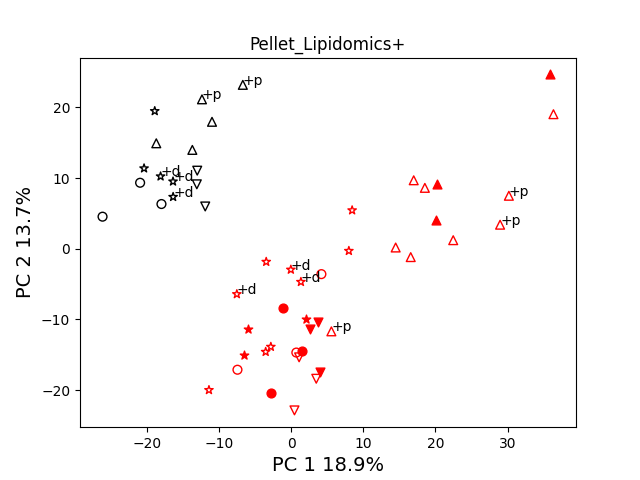 Pellet_Lipidomics+
PC 2 13.7%
20
10
0
−10
−20
+p
+p
+d
+d
+d
+p
+p
+d
+d
+d
+p
−20
−10
0
10
20
30
PC 1 18.9%